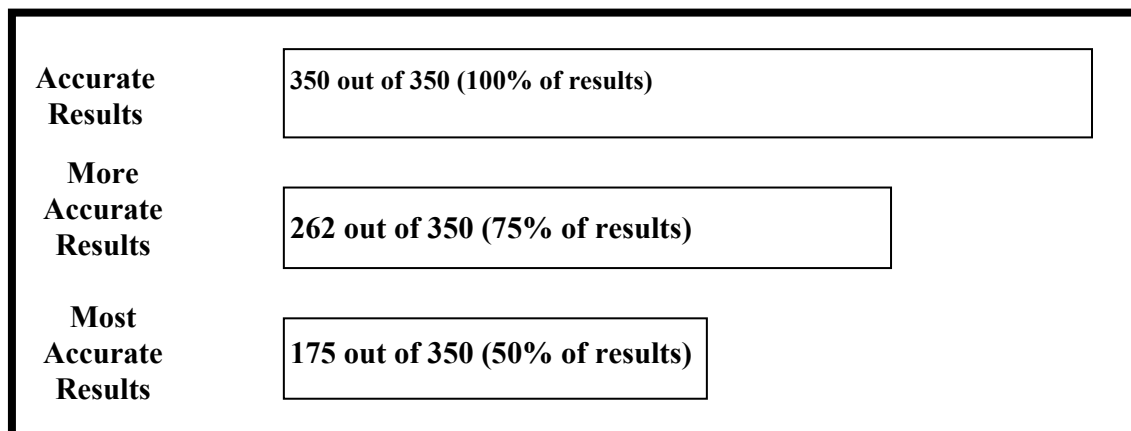 Accurate
Results
350 out of 350 (100% of results)
More
Accurate
Results
262 out of 350 (75% of results)
Most
Accurate
Results
175 out of 350 (50% of results)